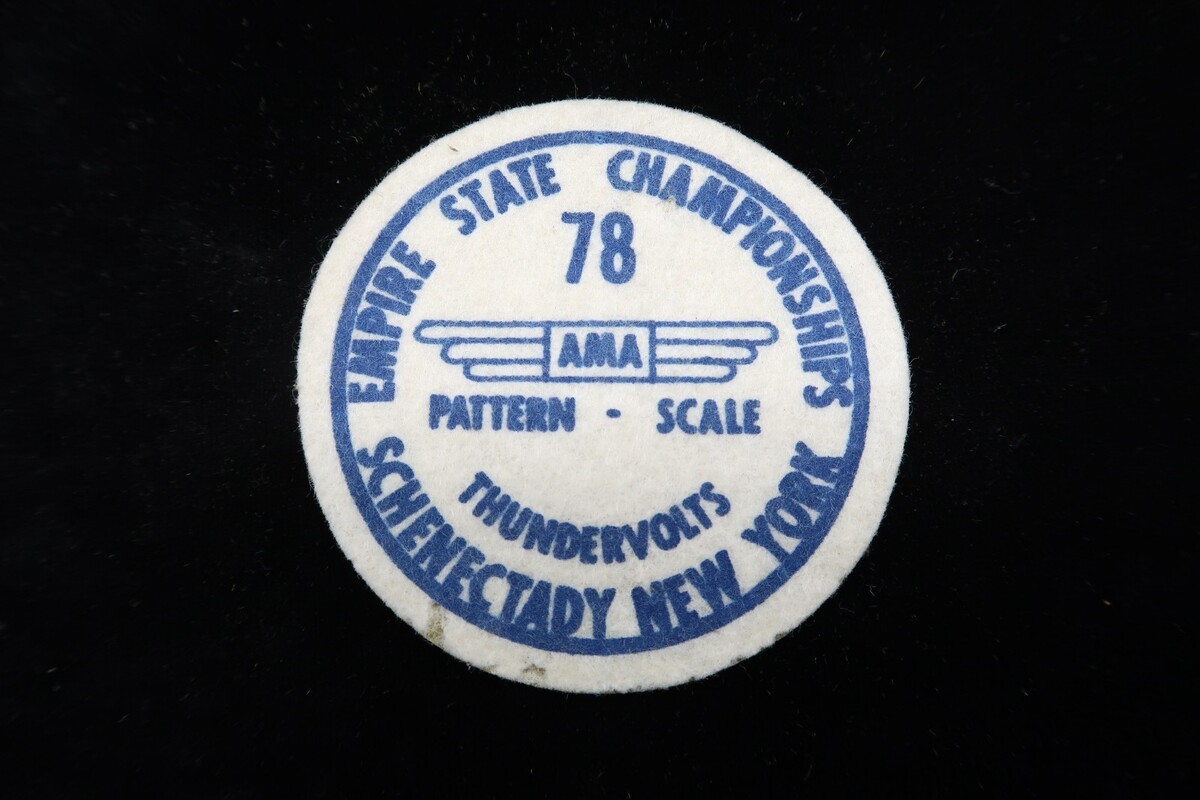 EMPIRE STATE CHAMPIONSHIPS
78
AMA
PATTERN - SCALE
THUNDERVOLTS
SCHENECTADY NEW YORK